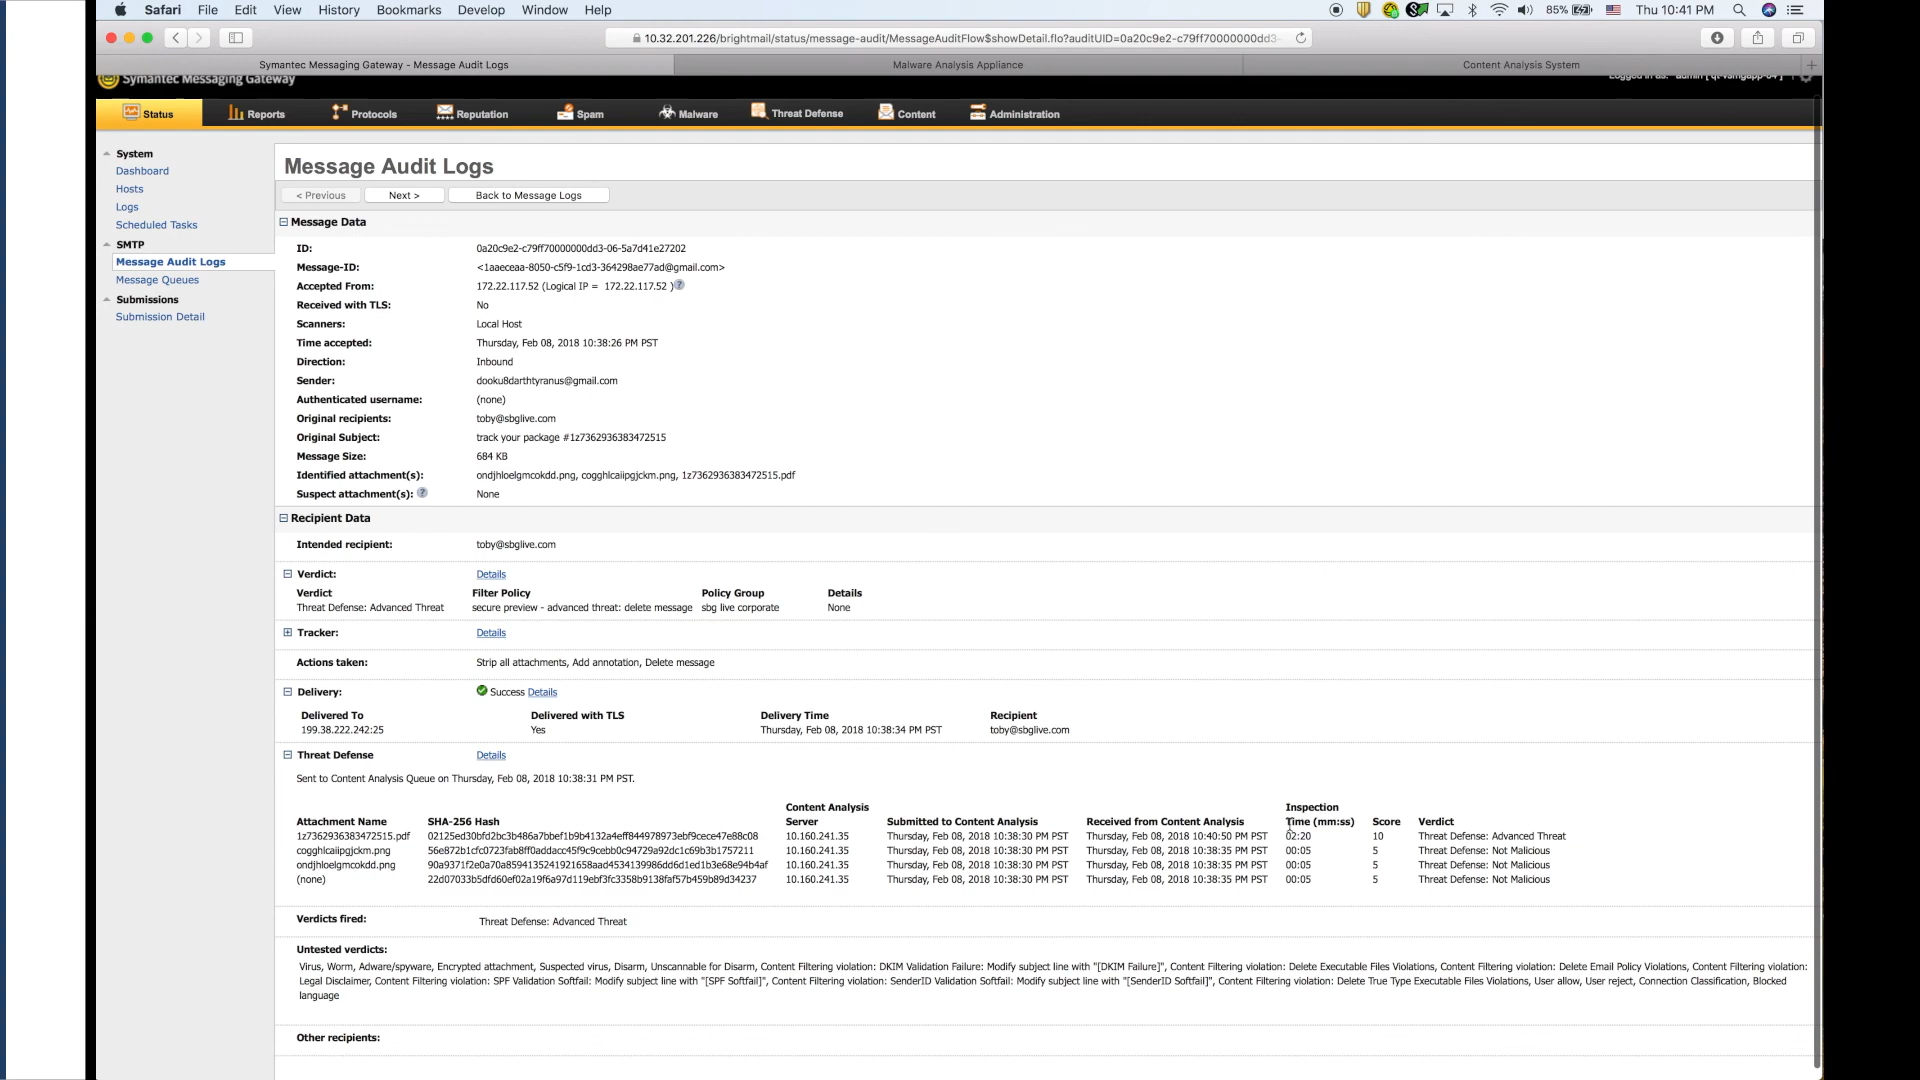 Safari File Edit View History Bookmarks Develop Window Help 85% Thu 10:41 PM
10.32.201.226/brightmail/status/message-audit/MessageAuditFlow$showDetail.flo?auditUID=0a20c9e2-c79ff70000000dd3-
Symantec Messaging Gateway - Message Audit Logs Malware Analysis Appliance Content Analysis System
Symantec Messaging Gateway
Status Reports Protocols Reputation Spam Malware Threat Defense Content Administration
System
Dashboard
Hosts
Logs
Scheduled Tasks
SMTP
Message Audit Logs
Message Queues
Submissions
Submission Detail
Message Audit Logs
< Previous Next > Back to Message Logs
Message Data
ID: 0a20c9e2-c79ff70000000dd3-06-5a7d41e27202
Message-ID: <1aaeceaa-8050-c5f9-1cd3-364298ae77ad@gmail.com>
Accepted From: 172.22.117.52 (Logical IP = 172.22.117.52 )
Received with TLS: No
Scanners: Local Host
Time accepted: Thursday, Feb 08, 2018 10:38:26 PM PST
Direction: Inbound
Sender: dooku8darthtyranus@gmail.com
Authenticated username: (none)
Original recipients: toby@sbglive.com
Original Subject: track your package #1z7362936383472515
Message Size: 684 KB
Identified attachment(s): ondjhloelgmcokdd.png, cogghlcaiipgjckm.png, 1z7362936383472515.pdf
Suspect attachment(s): None
Recipient Data
Intended recipient: toby@sbglive.com
Verdict: Details
Verdict Filter Policy Policy Group Details
Threat Defense: Advanced Threat secure preview - advanced threat: delete message sbg live corporate None
Tracker: Details
Actions taken: Strip all attachments, Add annotation, Delete message
Delivery: Success Details
Delivered To Delivered with TLS Delivery Time Recipient
199.38.222.242:25 Yes Thursday, Feb 08, 2018 10:38:34 PM PST toby@sbglive.com
Threat Defense Details
Sent to Content Analysis Queue on Thursday, Feb 08, 2018 10:38:31 PM PST.
Content Analysis Inspection
Attachment Name SHA-256 Hash Server Submitted to Content Analysis Received from Content Analysis Time (mm:ss) Score Verdict
1z7362936383472515.pdf 02125ed30bfd2bc3b486a7bbef1b9b4132a4eff844978973ebf9cece47e88c08 10.160.241.35 Thursday, Feb 08, 2018 10:38:30 PM PST Thursday, Feb 08, 2018 10:40:50 PM PST 02:20 10 Threat Defense: Advanced Threat
cogghlcaiipgjckm.png 56e872b1cfc0723fab8ff0addacc45f9c9cebb0c94729a92dc1c69b3b1757211 10.160.241.35 Thursday, Feb 08, 2018 10:38:30 PM PST Thursday, Feb 08, 2018 10:38:35 PM PST 00:05 5 Threat Defense: Not Malicious
ondjhloelgmcokdd.png 90a9371f2e0a70a8594135241921658aad4534139986dd6d1ed1b3e68e94b4af 10.160.241.35 Thursday, Feb 08, 2018 10:38:30 PM PST Thursday, Feb 08, 2018 10:38:35 PM PST 00:05 5 Threat Defense: Not Malicious
(none) 22d07033b5dfd60ef02a19f6a97d119ebf3fc3358b9138faf57b459b89d34237 10.160.241.35 Thursday, Feb 08, 2018 10:38:30 PM PST Thursday, Feb 08, 2018 10:38:35 PM PST 00:05 5 Threat Defense: Not Malicious
Verdicts fired: Threat Defense: Advanced Threat
Untested verdicts:
Virus, Worm, Adware/spyware, Encrypted attachment, Suspected virus, Disarm, Unscannable for Disarm, Content Filtering violation: DKIM Validation Failure: Modify subject line with "[DKIM Failure]", Content Filtering violation: Delete Executable Files Violations, Content Filtering violation: Delete Email Policy Violations, Content Filtering violation:
Legal Disclaimer, Content Filtering violation: SPF Validation Softfail: Modify subject line with "[SPF Softfail]", Content Filtering violation: SenderID Validation Softfail: Modify subject line with "[SenderID Softfail]", Content Filtering violation: Delete True Type Executable Files Violations, User allow, User reject, Connection Classification, Blocked
language
Other recipients: